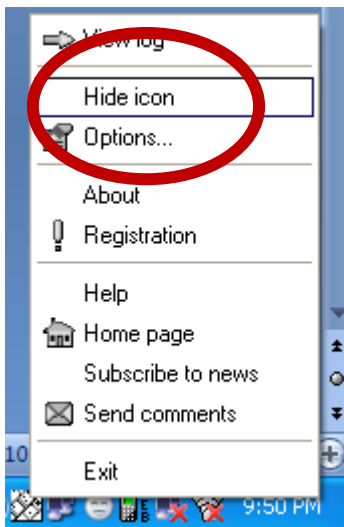 View log
Hide icon
Options...
About
Registration
Help
Home page
Subscribe to news
Send comments
Exit
10
9:50 PM